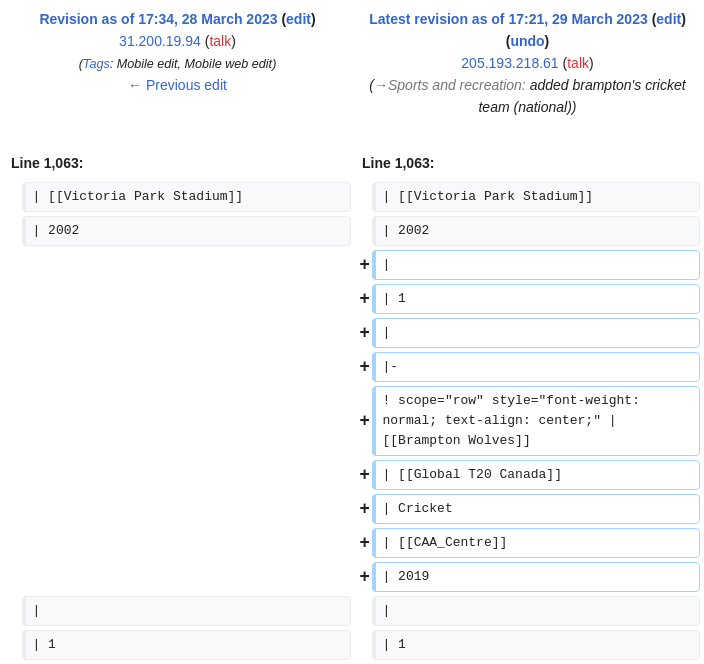 Revision as of 17:34, 28 March 2023 (edit)
31.200.19.94 (talk)
(Tags: Mobile edit, Mobile web edit)
← Previous edit
Latest revision as of 17:21, 29 March 2023 (edit)
(undo)
205.193.218.61 (talk)
(→Sports and recreation: added brampton's cricket
team (national))
Line 1,063:
Line 1,063:
| [[Victoria Park Stadium]]
| [[Victoria Park Stadium]]
| 2002
| 2002
+ |
+ | 1
+ |
+ |-
! scope="row" style="font-weight:
+ normal; text-align: center;" |
[[Brampton Wolves]]
+ | [[Global T20 Canada]]
+ | Cricket
+ | [[CAA_Centre]]
+ | 2019
|
|
| 1
| 1